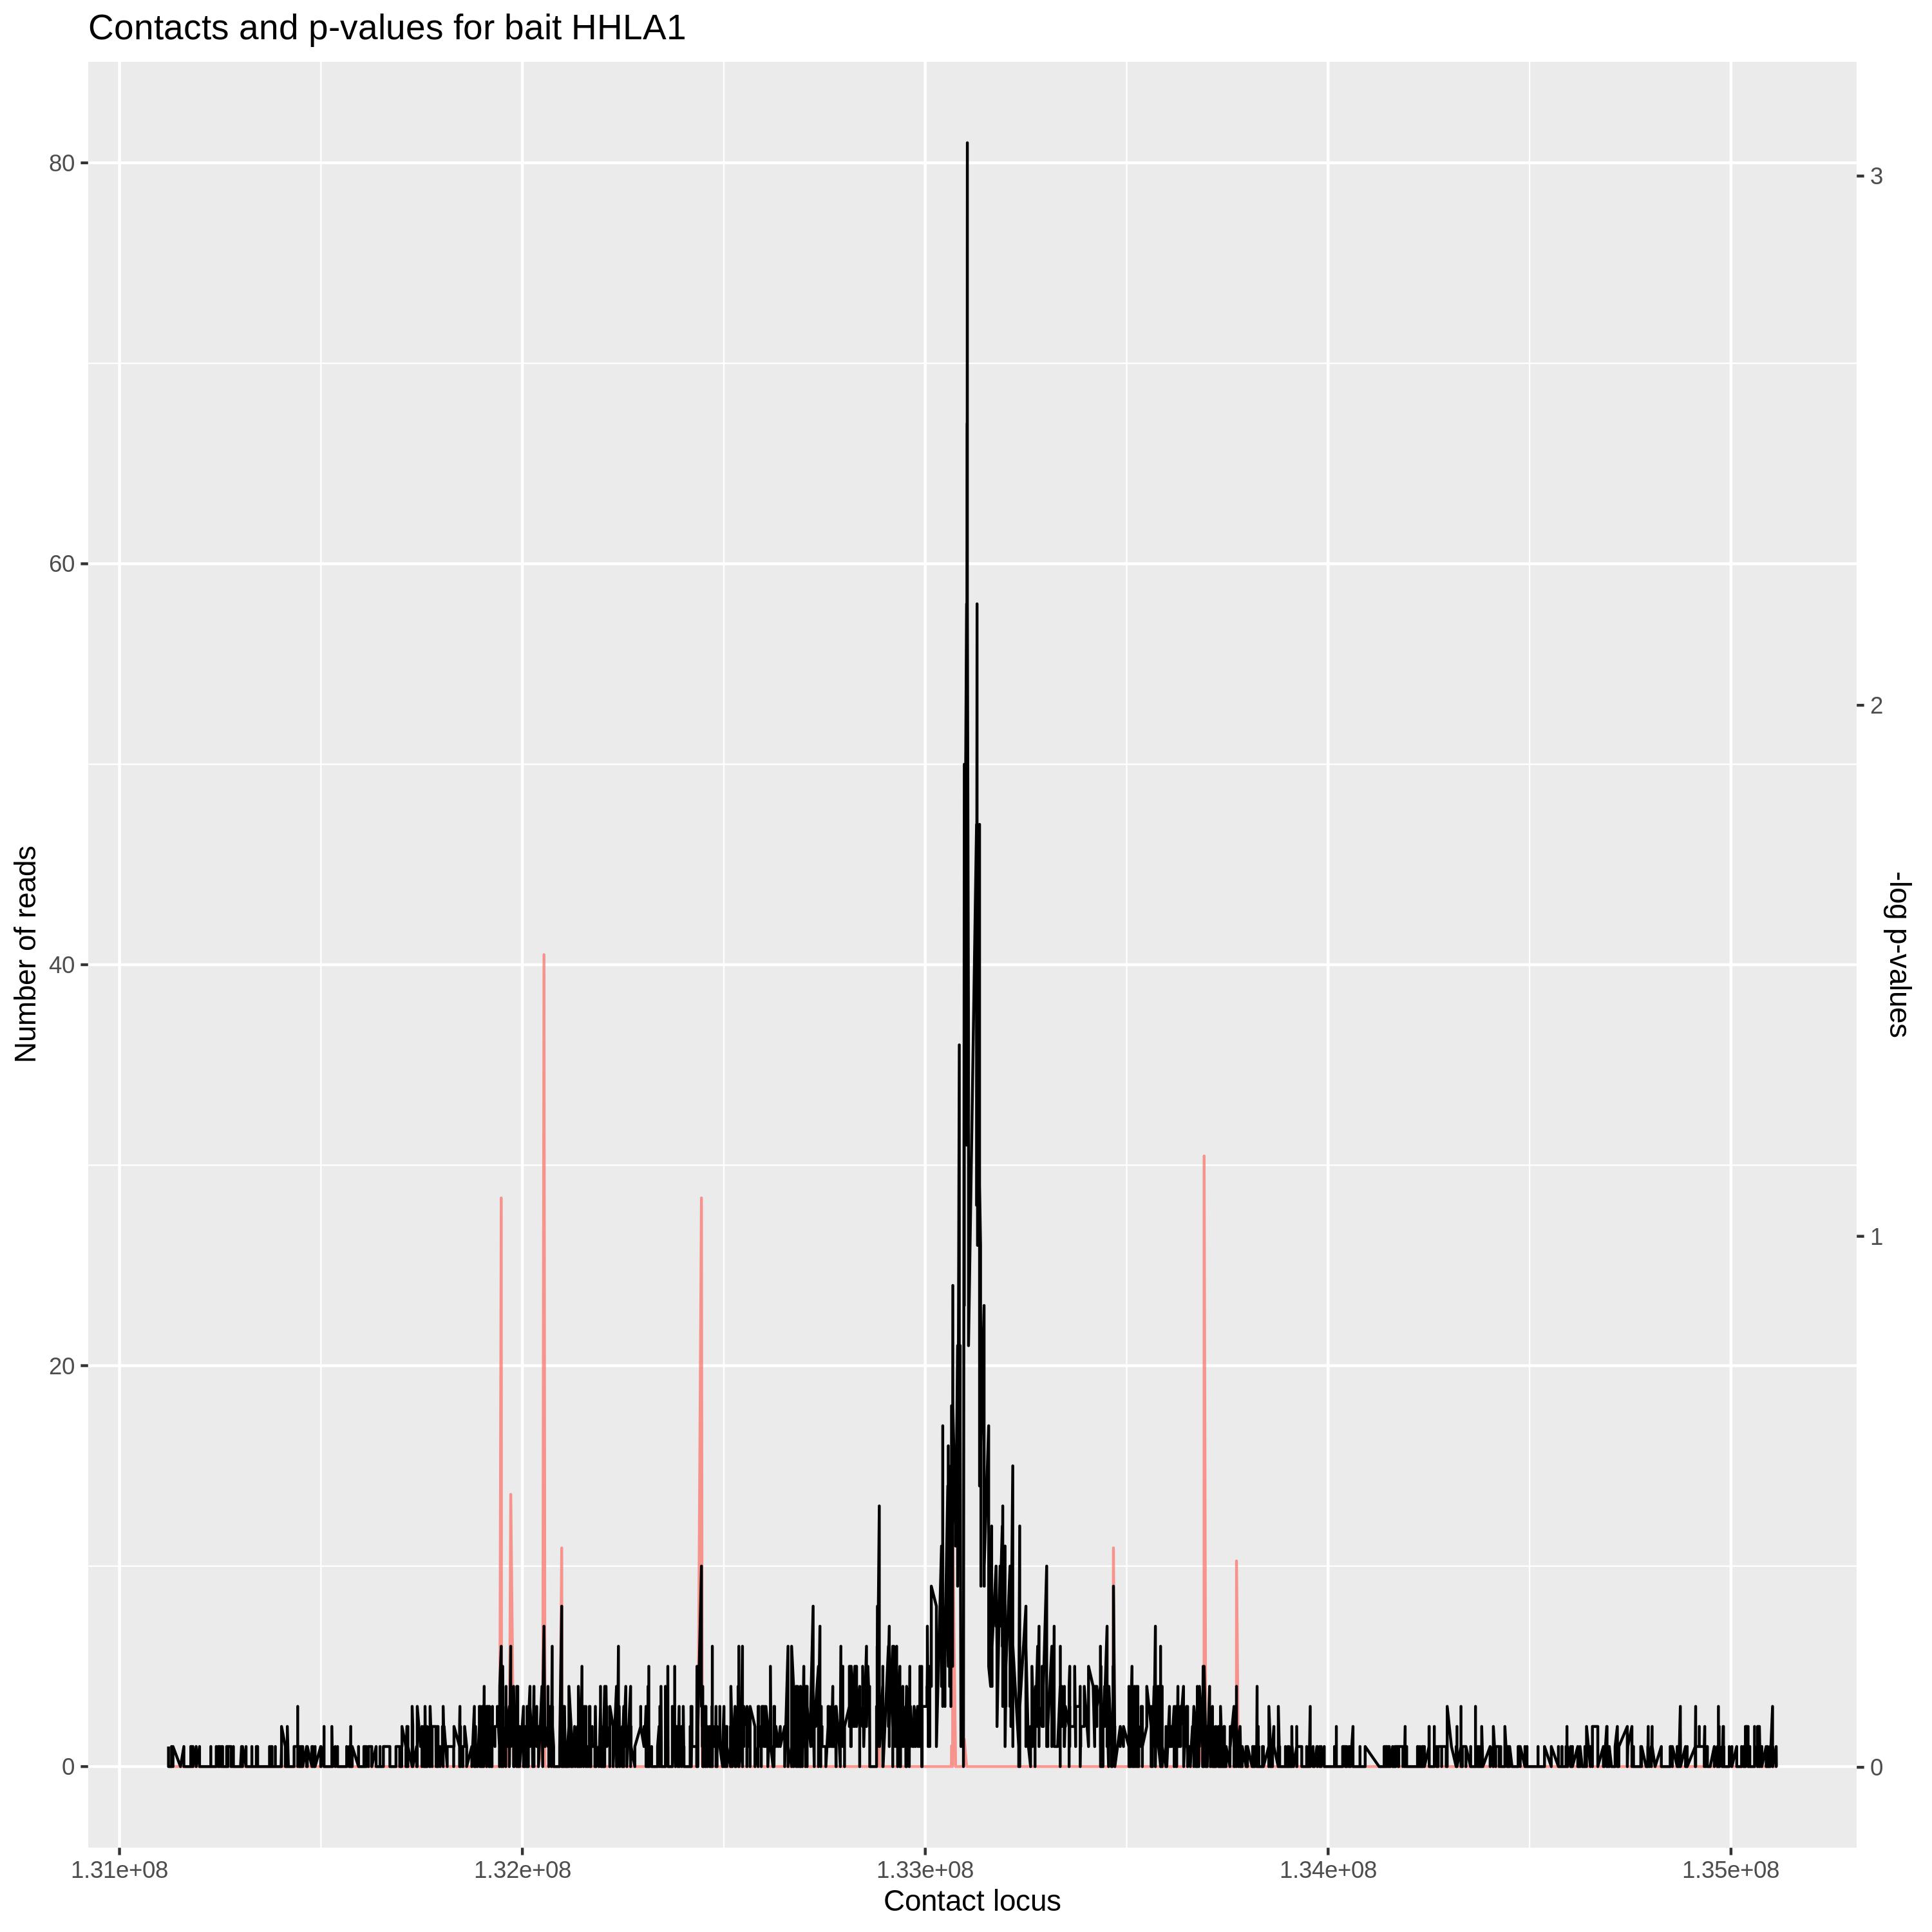 Contacts and p-values for bait HHLA1
80
60
40
20
0
Number of reads
3
2
1
0
-log p-values
1.31e+08
1.32e+08
1.33e+08
1.34e+08
1.35e+08
Contact locus